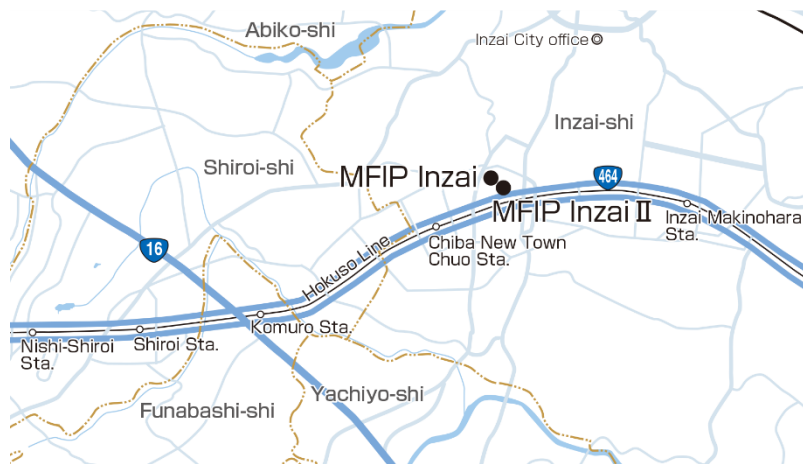 Abiko-shi
Inzai City office
Inzai-shi
Shiroi-shi
MFIP Inzai
464
MFIP Inzai Ⅱ
Inzai Makinohara
Sta.
Chiba New Town
Chuo Sta.
16
Hokuso Line
Komuro Sta.
Nishi-Shiroi
Sta.
Shiroi Sta.
Yachiyo-shi
Funabashi-shi